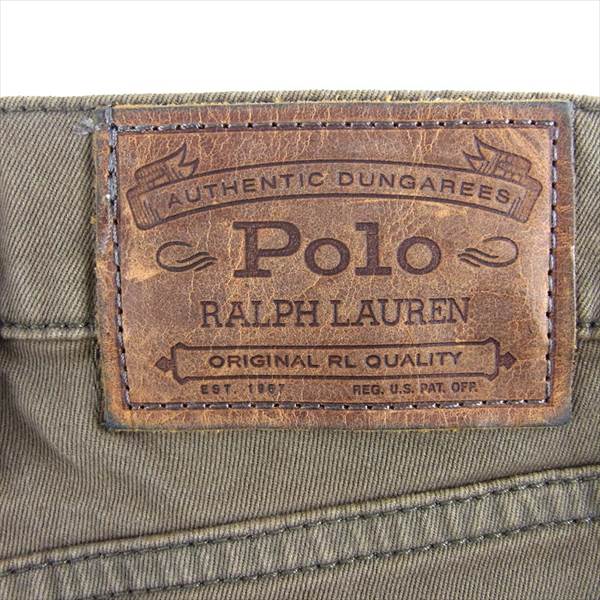 AUTHENTIC DUNGAREES
Polo
RALPH LAUREN
ORIGINAL RL QUALITY
EST. 1967 REG. U.S. PAT. OFF.